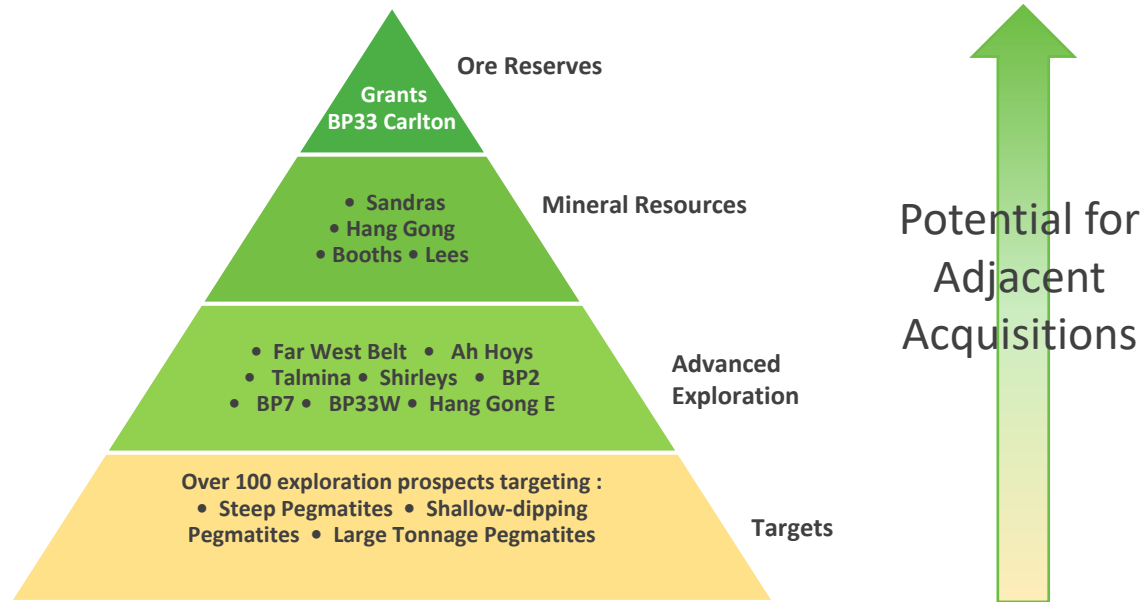 Ore Reserves
Grants
BP33 Carlton
Mineral Resources
• Sandras
• Hang Gong
• Booths • Lees
Advanced
Exploration
• Far West Belt • Ah Hoys
• Talmina • Shirleys • BP2
• BP7 • BP33W • Hang Gong E
Targets
Over 100 exploration prospects targeting :
• Steep Pegmatites • Shallow-dipping
Pegmatites • Large Tonnage Pegmatites
Potential for
Adjacent
Acquisitions